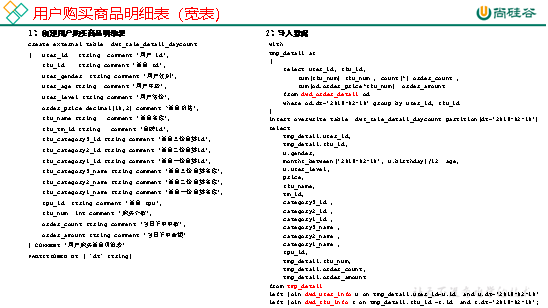 用户购买商品明细表（宽表）
尚硅谷
1）创建用户购买商品明细表
create external table dws_sale_detail_daycount
( user_id string comment '用户 id',
sku_id string comment '商品 id',
user_gender string comment '用户性别',
user_age string comment '用户年龄',
user_level string comment '用户等级',
order_price decimal(10,2) comment '商品价格',
sku_name string comment '商品名称',
sku_tm_id string comment '品牌id',
sku_category3_id string comment '商品三级品类id',
sku_category2_id string comment '商品二级品类id',
sku_category1_id string comment '商品一级品类id',
sku_category3_name string comment '商品三级品类名称',
sku_category2_name string comment '商品二级品类名称',
sku_category1_name string comment '商品一级品类名称',
spu_id string comment '商品 spu',
sku_num int comment '购买个数',
order_count string comment '当日下单单数',
order_amount string comment '当日下单金额'
) COMMENT '用户购买商品明细表'
PARTITIONED BY ( `dt` string)
2）导入数据
with
tmp_detail as
(
select user_id, sku_id,
sum(sku_num) sku_num , count(*) order_count ,
sum(od.order_price*sku_num) order_amount
from dwd_order_detail od
where od.dt='2019-02-10' group by user_id, sku_id
)
insert overwrite table dws_sale_detail_daycount partition(dt='2019-02-10')
select
tmp_detail.user_id,
tmp_detail.sku_id,
u.gender,
months_between('2019-02-10', u.birthday)/12 age,
u.user_level,
price,
sku_name,
tm_id,
category3_id ,
category2_id ,
category1_id ,
category3_name ,
category2_name ,
category1_name ,
spu_id,
tmp_detail.sku_num,
tmp_detail.order_count,
tmp_detail.order_amount
from tmp_detail
left join dwd_user_info u on tmp_detail.user_id=u.id and u.dt='2019-02-10'
left join dwd_sku_info s on tmp_detail.sku_id =s.id and s.dt='2019-02-10';